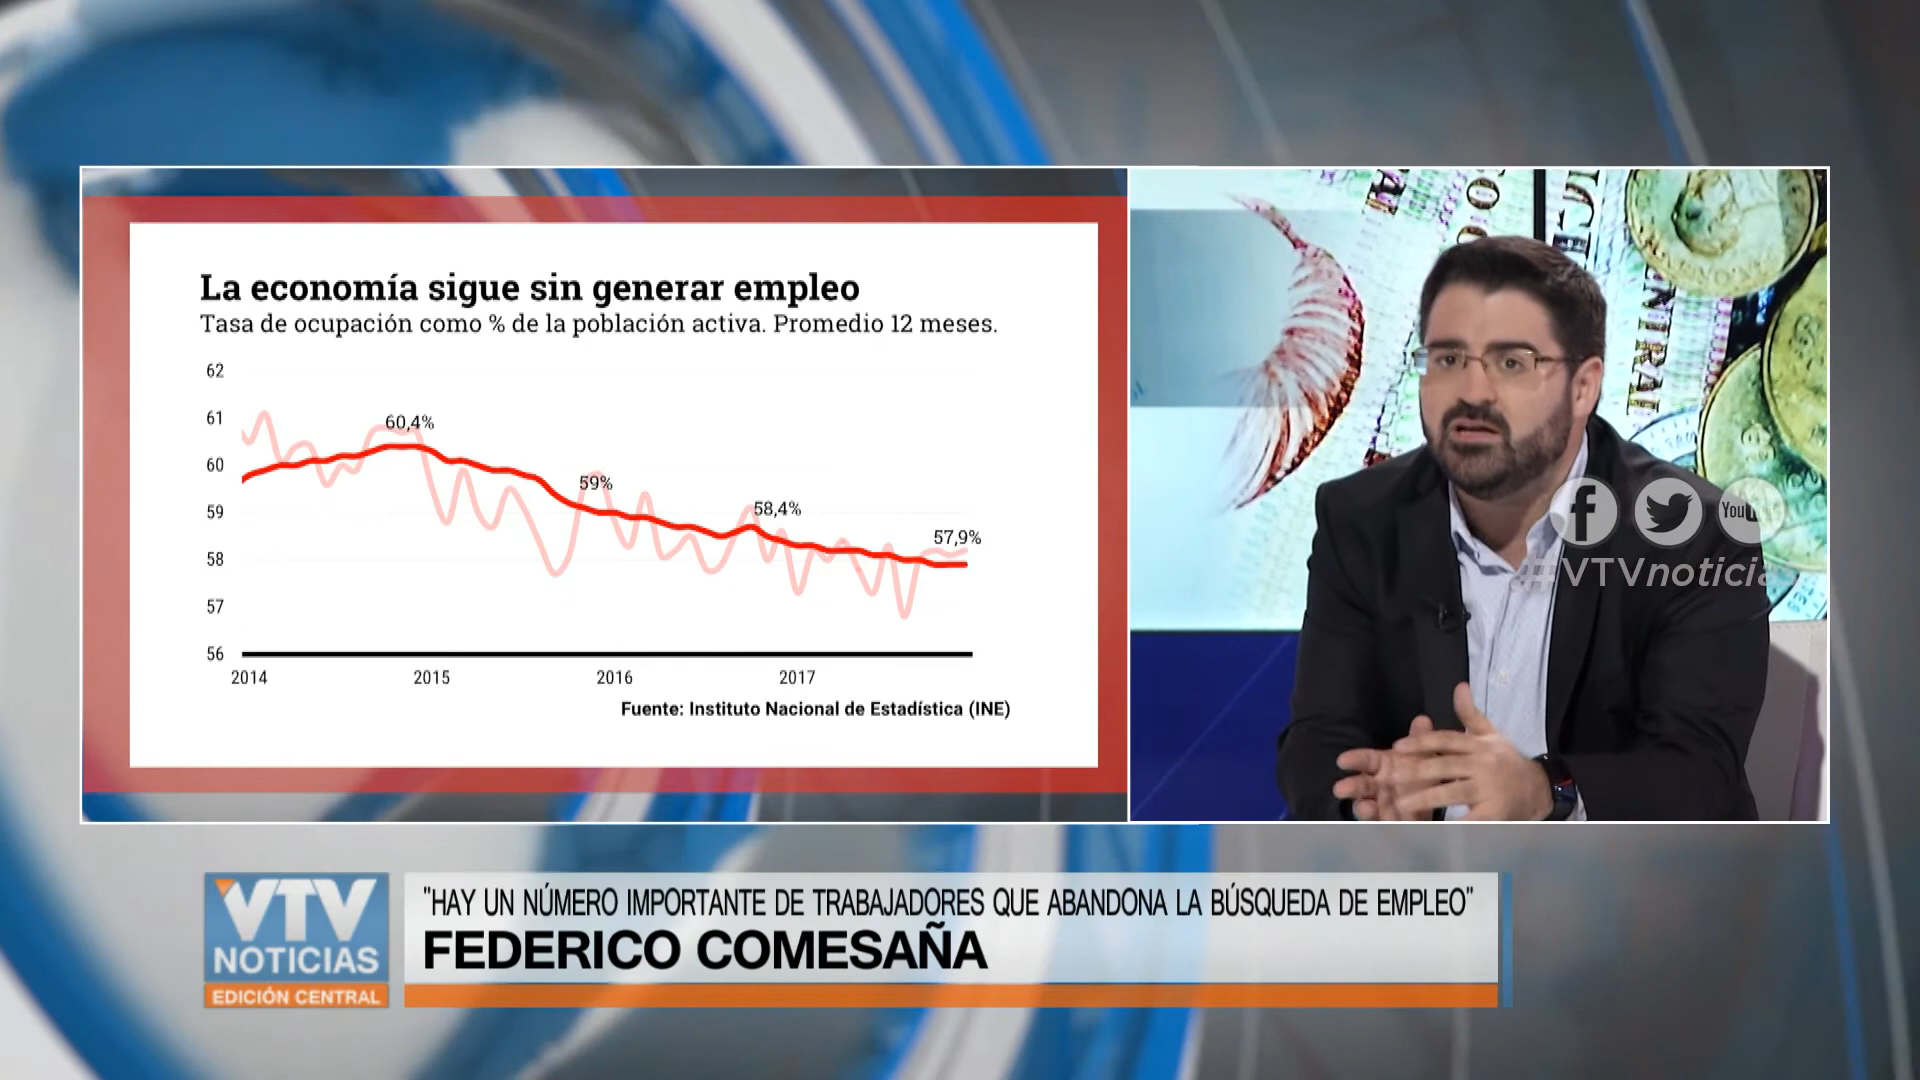 La economía sigue sin generar empleo
Tasa de ocupación como % de la población activa. Promedio 12 meses.
62
61
60
59
58
57
56
60,4%
59%
58,4%
57,9%
2014 2015 2016 2017
Fuente: Instituto Nacional de Estadística (INE)
CENTRAL
f You
#VTVnoticia
VTV
NOTICIAS
EDICIÓN CENTRAL
"HAY UN NÚMERO IMPORTANTE DE TRABAJADORES QUE ABANDONA LA BÚSQUEDA DE EMPLEO"
FEDERICO COMESAÑA